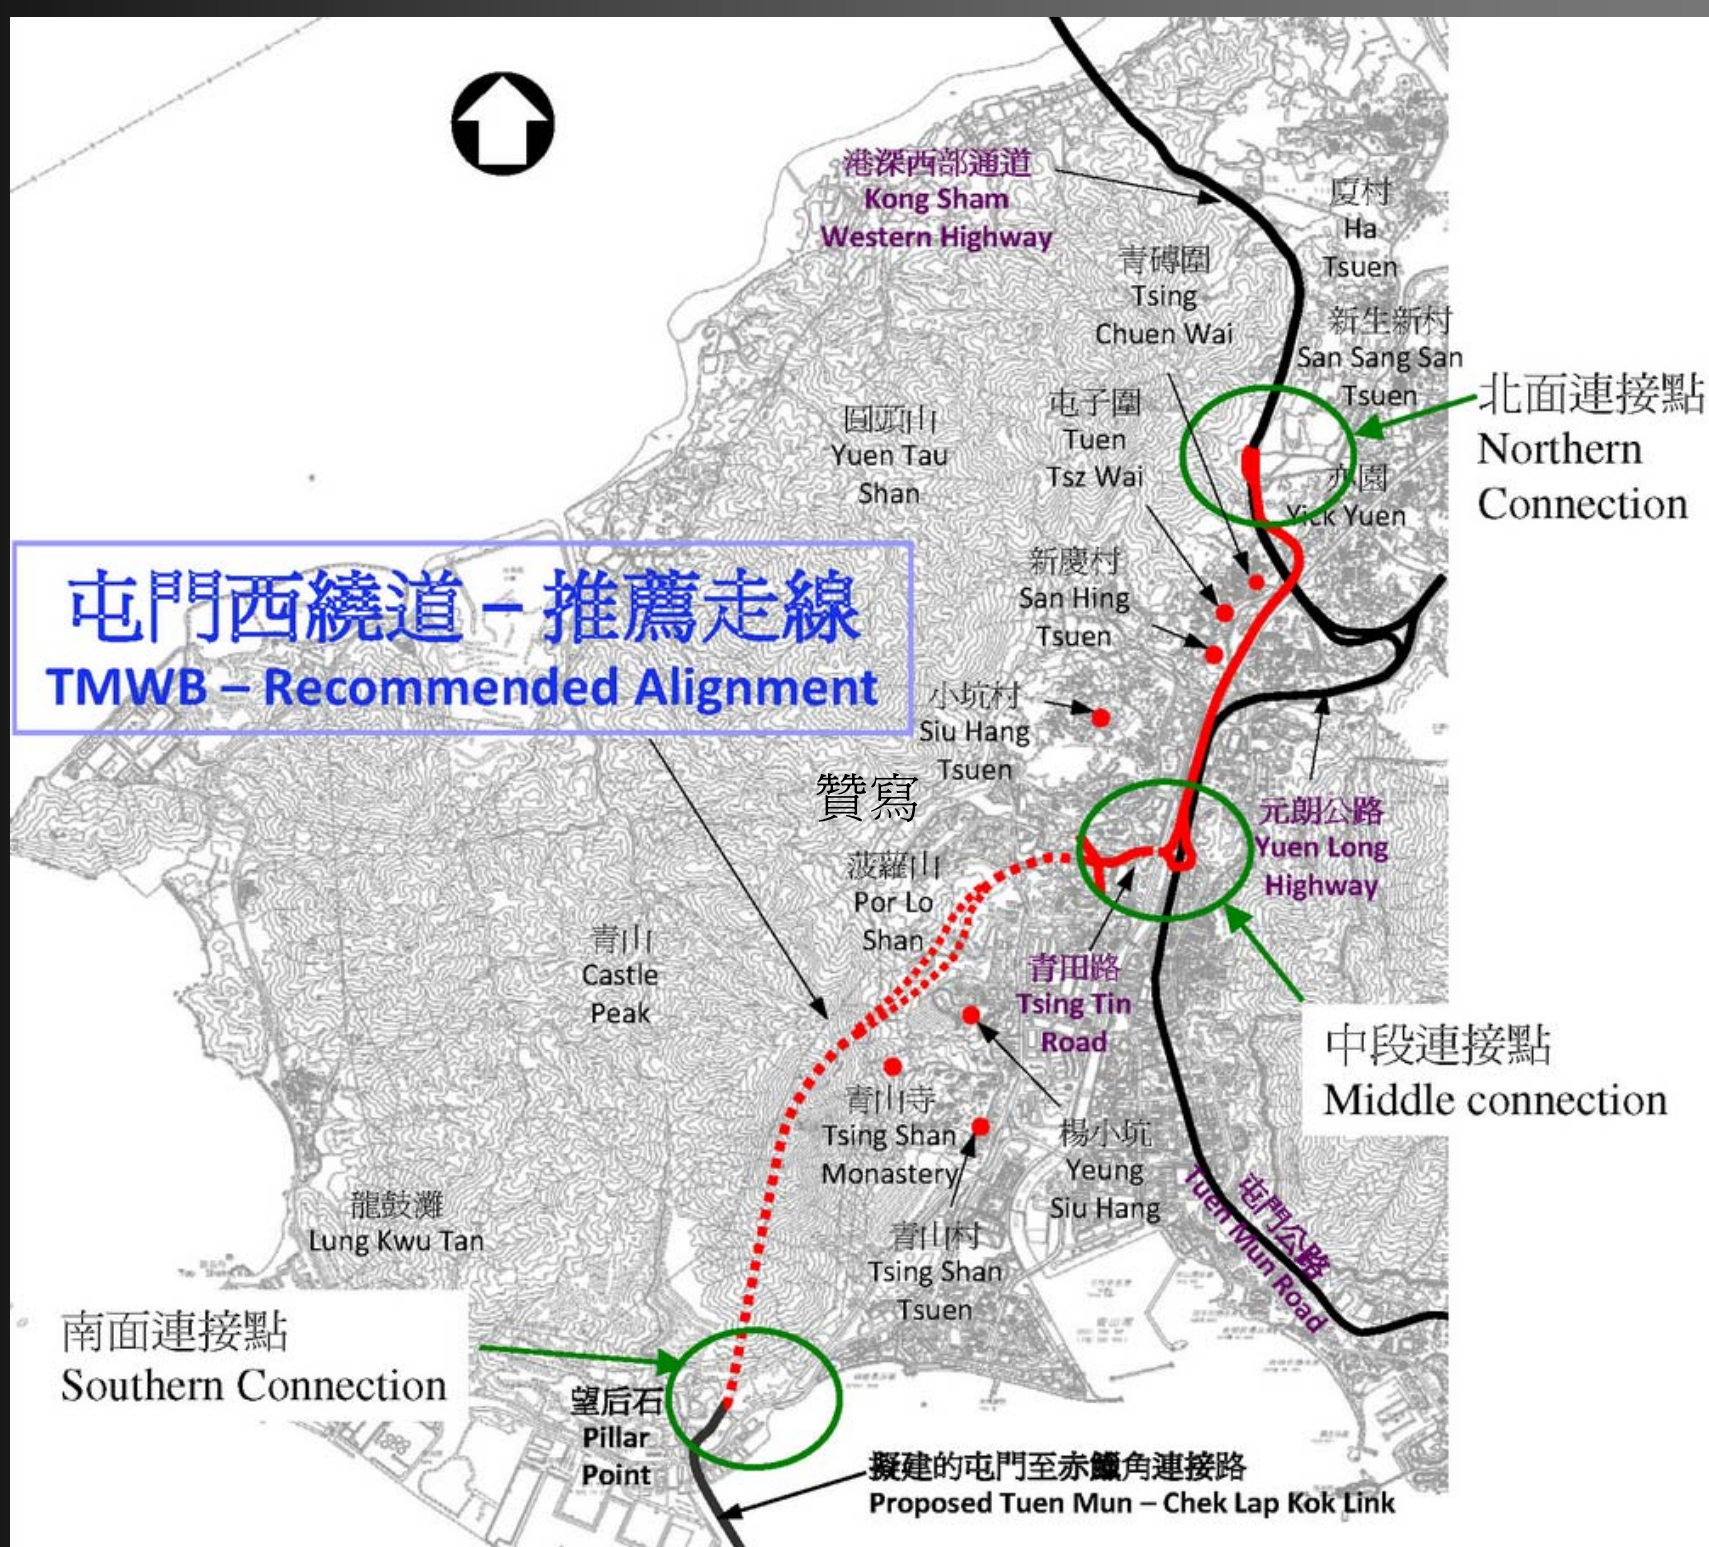 港深西部通道
Kong Sham
Western Highway
廈村
Ha
Tsuen
青磚圍
Tsing
Chuen Wai
新生新村
San Sang San
Tsuen
北面連接點
Northern
Connection
屯子圍
Tuen
Tsz Wai
圓頭山
Yuen Tau
Shan
亦園
Yick Yuen
新慶村
San Hing
Tsuen
屯門西繞道 – 推薦走線
TMWB – Recommended Alignment
小坑村
Siu Hang
Tsuen
贊寫
元朗公路
Yuen Long
Highway
菠蘿山
Por Lo
Shan
青山
Castle
Peak
青田路
Tsing Tin
Road
中段連接點
Middle connection
青山寺
Tsing Shan
Monastery
楊小坑
Yeung
Siu Hang
屯門公路
Tuen Mun Road
龍鼓灘
Lung Kwu Tan
青山村
Tsing Shan
Tsuen
南面連接點
Southern Connection
望后石
Pillar
Point
擬建的屯門至赤鱲角連接路
Proposed Tuen Mun – Chek Lap Kok Link